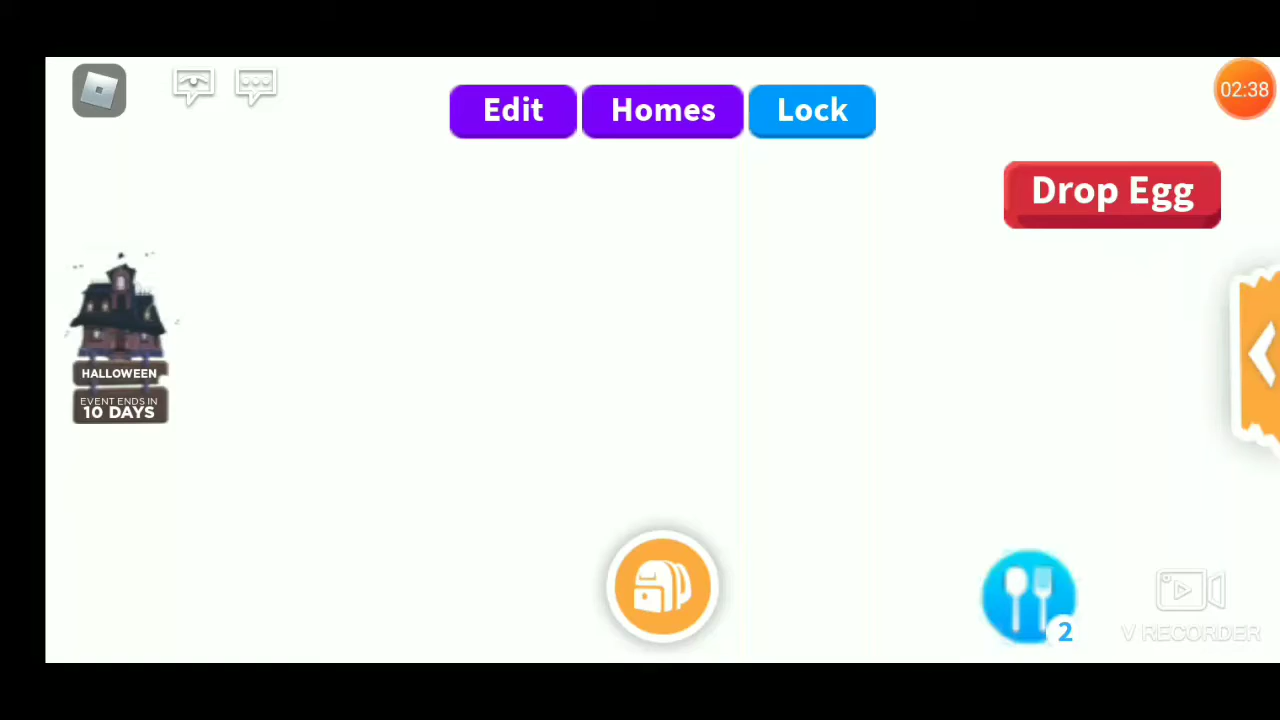 02:38
Edit Homes Lock
Drop Egg
HALLOWEEN
EVENT ENDS IN
10 DAYS
2
V RECORDER